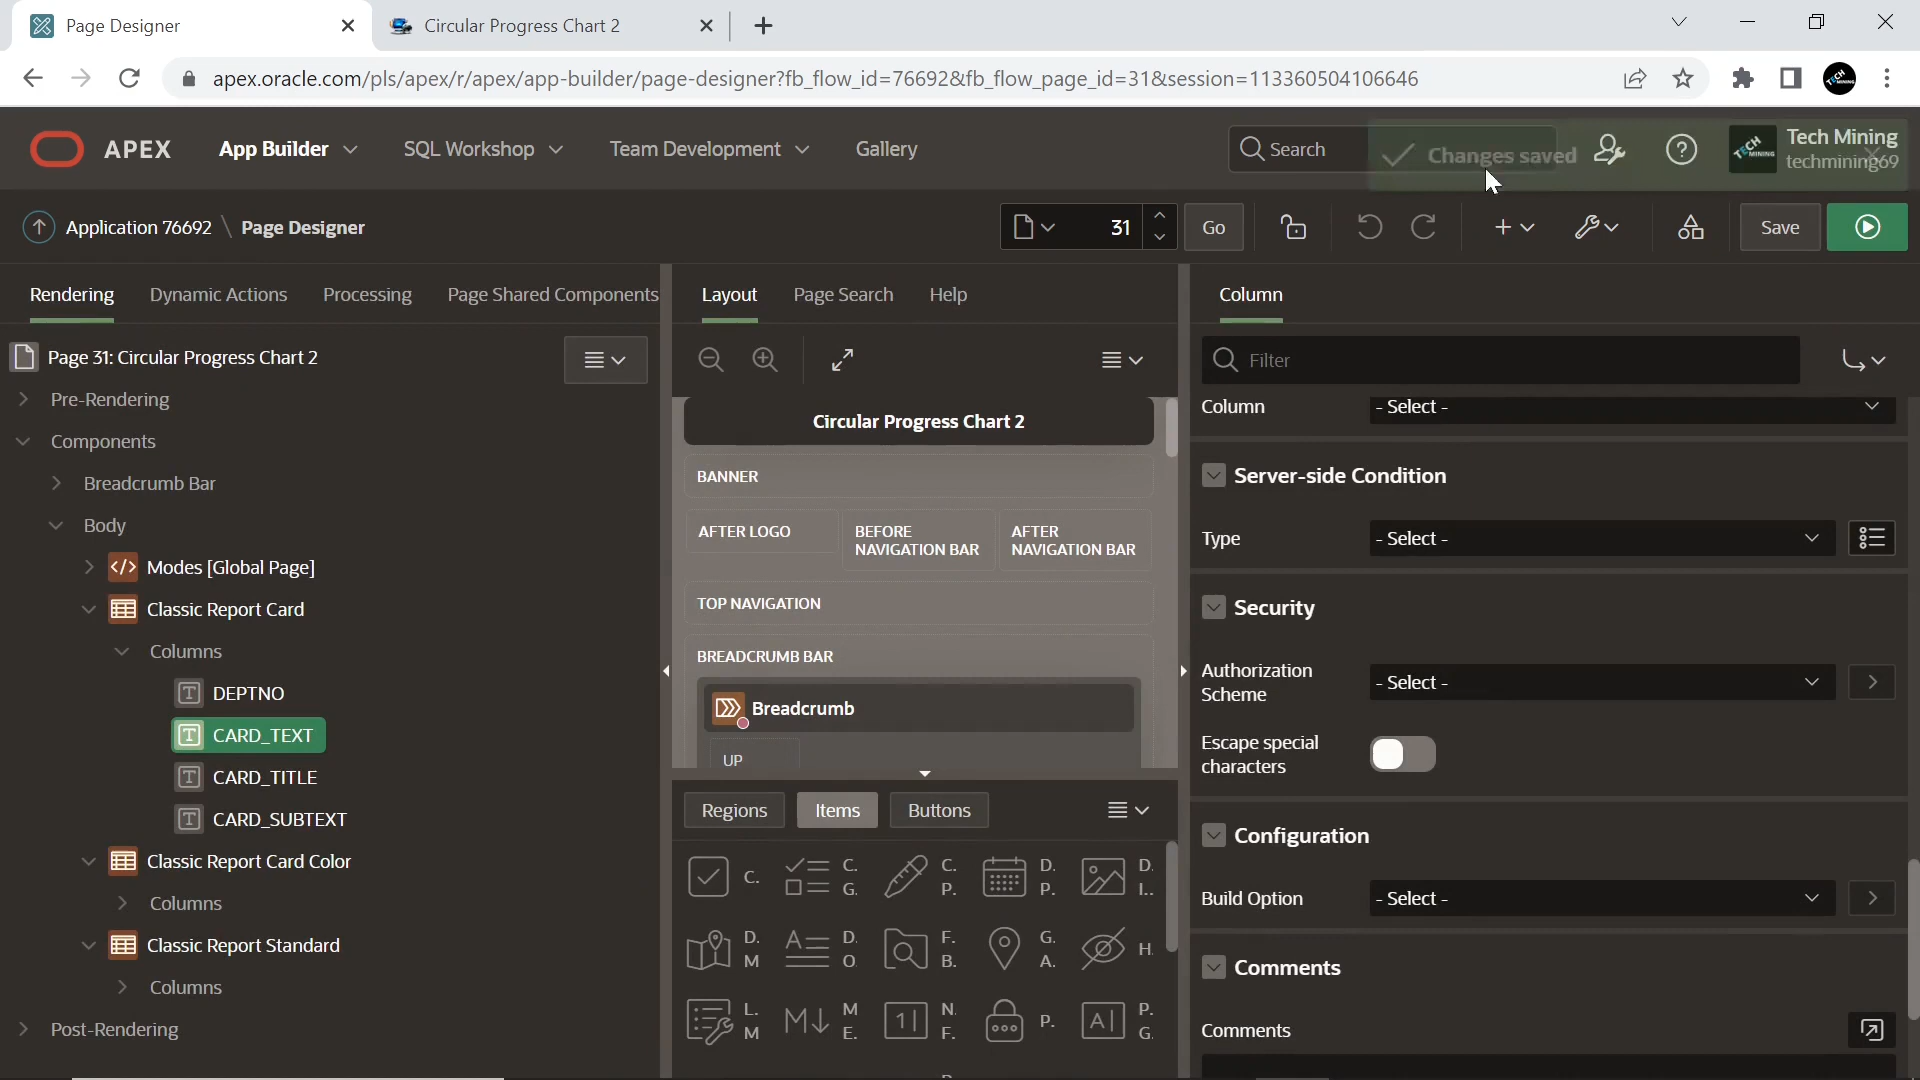 Page Designer
Circular Progress Chart 2
apex.oracle.com/pls/apex/r/apex/app-builder/page-designer?fb_flow_id=76692&fb_flow_page_id=31&session=113360504106646
APEX
App Builder
SQL Workshop
Team Development
Gallery
Search
Changes saved
Tech Mining
techmining69
Application 76692 \ Page Designer
31
Go
Save
Rendering
Dynamic Actions
Processing
Page Shared Components
Layout
Page Search
Help
Column
Page 31: Circular Progress Chart 2
Pre-Rendering
Components
Breadcrumb Bar
Body
</> Modes [Global Page]
Classic Report Card
Columns
DEPTNO
CARD_TEXT
CARD_TITLE
CARD_SUBTEXT
Classic Report Card Color
Columns
Classic Report Standard
Columns
Post-Rendering
Circular Progress Chart 2
BANNER
AFTER LOGO
BEFORE
NAVIGATION BAR
AFTER
NAVIGATION BAR
TOP NAVIGATION
BREADCRUMB BAR
Breadcrumb
UP
Regions
Items
Buttons
C.
C.
G.
C.
P.
D.
P.
D.
I..
D.
M
D.
O.
F.
B.
G.
A.
H.
L.
M
M
E.
N.
F.
P.
P.
G.
Filter
Column
- Select -
Server-side Condition
Type
- Select -
Security
Authorization
Scheme
- Select -
Escape special
characters
Configuration
Build Option
- Select -
Comments
Comments